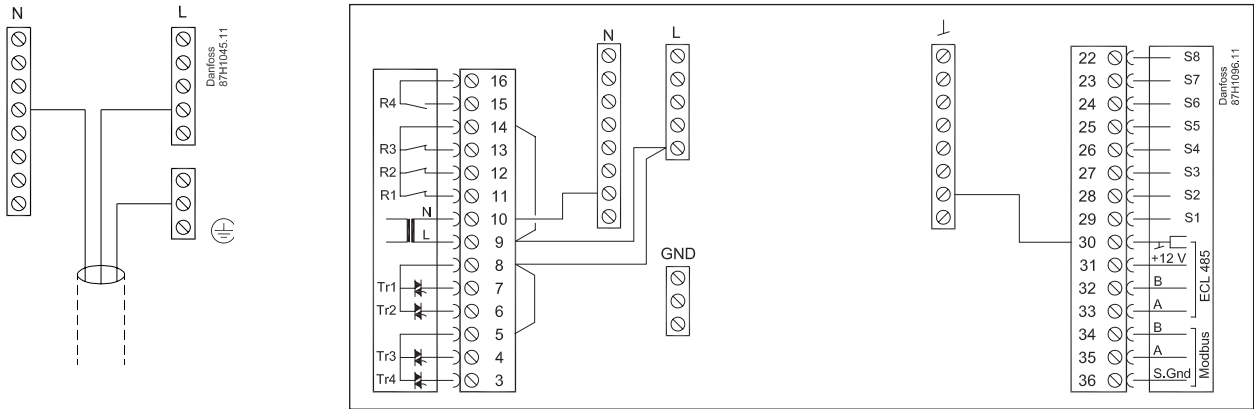 N
L
Danfoss
87H1045.11
N
L
GND
R4
R3
R2
R1
N
L
Tr1
Tr2
Tr3
Tr4
16
15
14
13
12
11
10
9
8
7
6
5
4
3
22 S8
23 S7
24 S6
25 S5
26 S4
27 S3
28 S2
29 S1
30
31 +12 V
32 B
33 A
34 B
35 A
36 S.Gnd
ECL 485
Modbus
Danfoss
87H1096.11